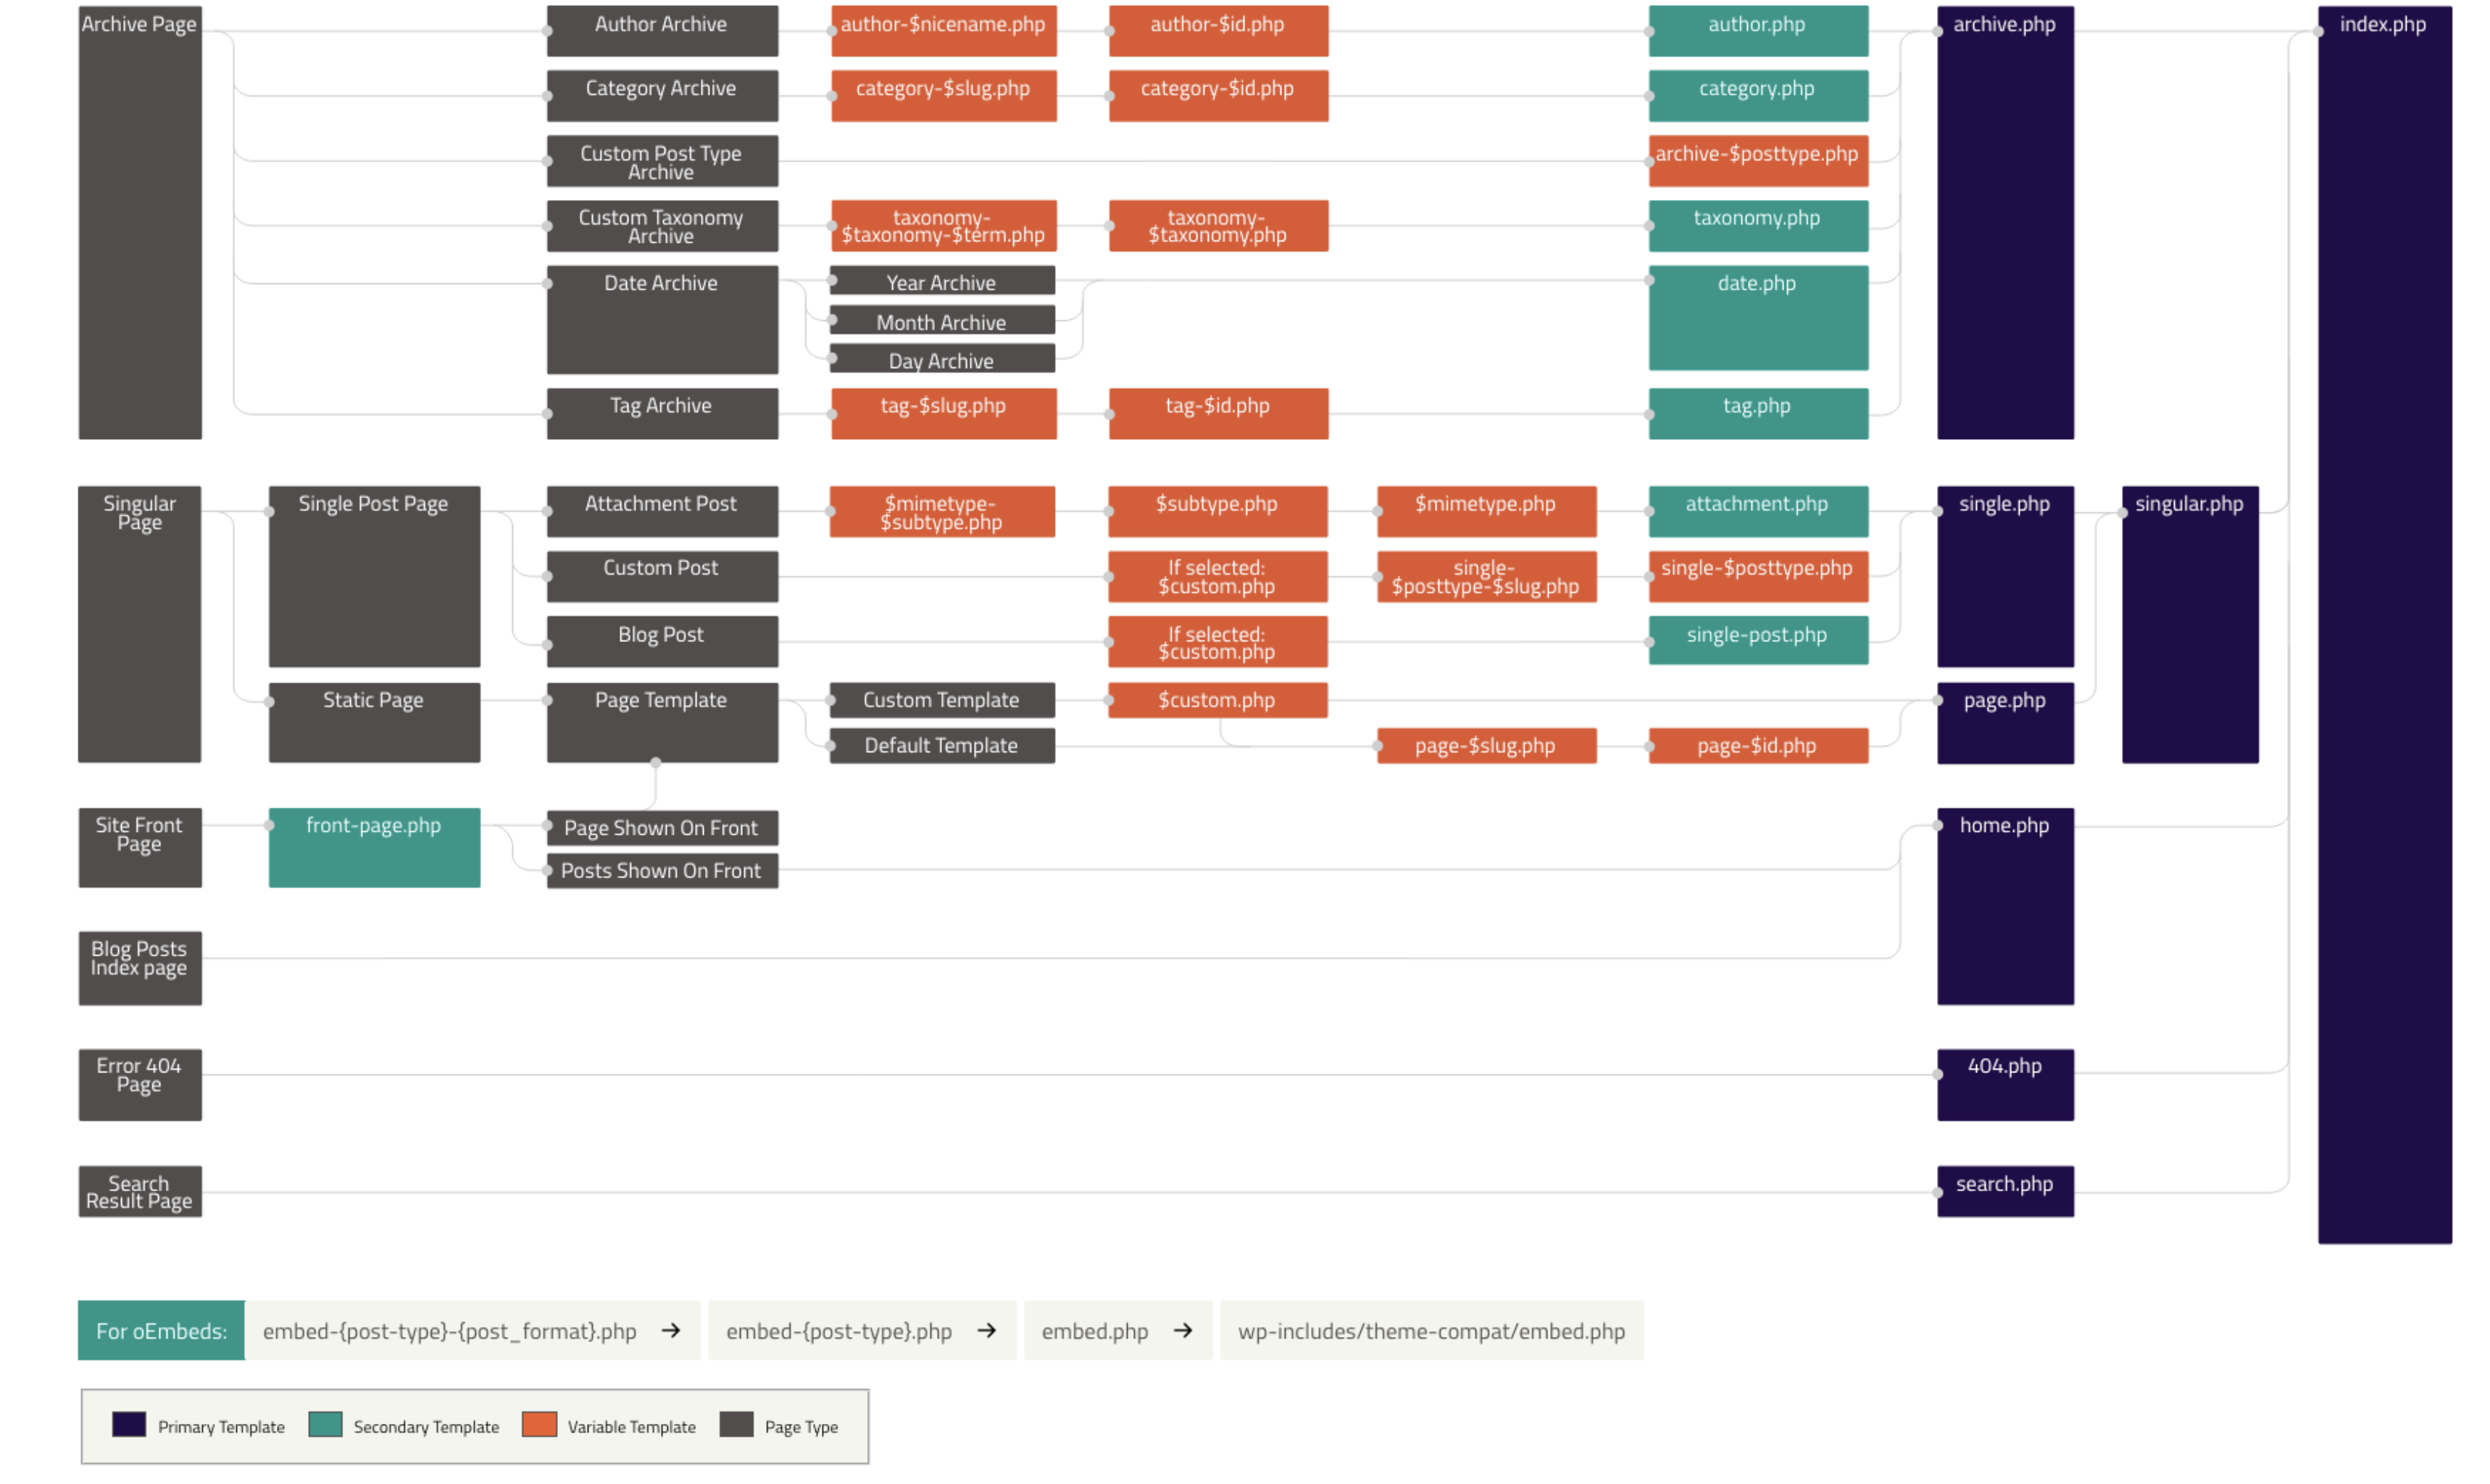 Archive Page
Author Archive
author-$nicename.php
author-$id.php
author.php
archive.php
index.php
Category Archive
category-$slug.php
category-$id.php
category.php
Custom Post Type
Archive
archive-$posttype.php
Custom Taxonomy
Archive
taxonomy-
$taxonomy-$term.php
taxonomy-
$taxonomy.php
taxonomy.php
Date Archive
Year Archive
Month Archive
Day Archive
date.php
Tag Archive
tag-$slug.php
tag-$id.php
tag.php
Singular
Page
Single Post Page
Attachment Post
$mimetype-
$subtype.php
$subtype.php
$mimetype.php
attachment.php
single.php
singular.php
Custom Post
If selected:
$custom.php
single-
$posttype-$slug.php
single-$posttype.php
Blog Post
If selected:
$custom.php
single-post.php
Static Page
Page Template
Custom Template
$custom.php
page.php
Default Template
page-$slug.php
page-$id.php
Site Front
Page
front-page.php
Page Shown On Front
Posts Shown On Front
home.php
Blog Posts
Index page
Error 404
Page
404.php
Search
Result Page
search.php
For oEmbeds: embed-{post-type}-{post_format}.php → embed-{post-type}.php → embed.php → wp-includes/theme-compat/embed.php
Primary Template Secondary Template Variable Template Page Type